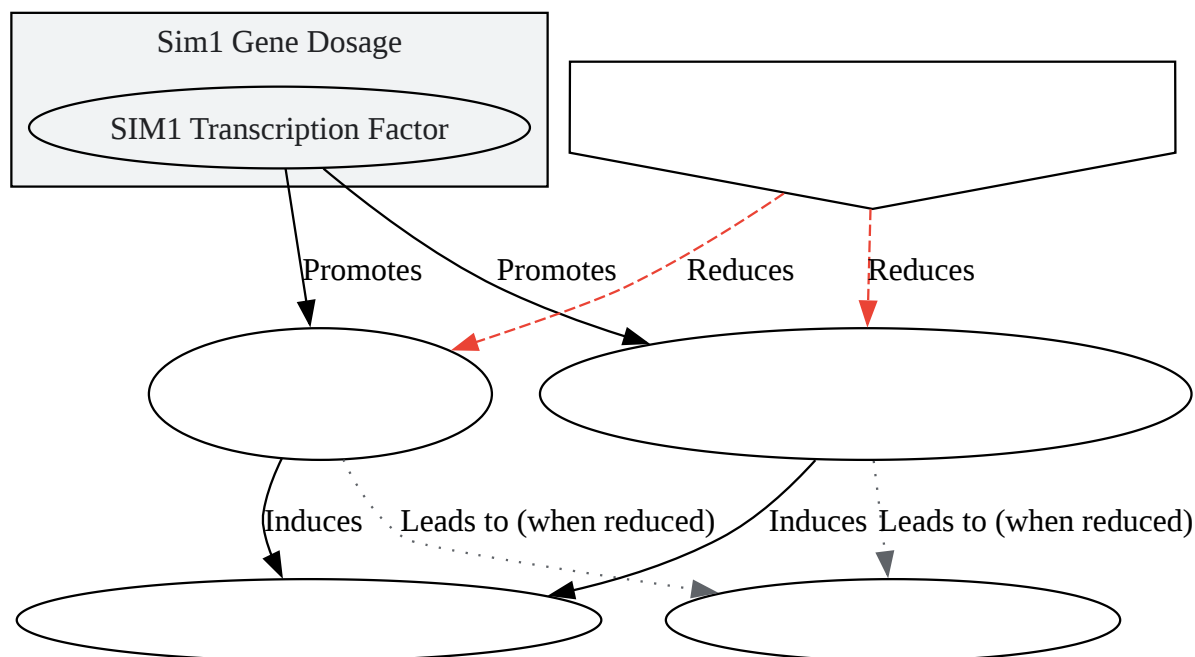 Sim1 Gene Dosage
SIM1 Transcription Factor
Promotes
Promotes
Reduces
Reduces
Induces
Leads to (when reduced)
Induces
Leads to (when reduced)